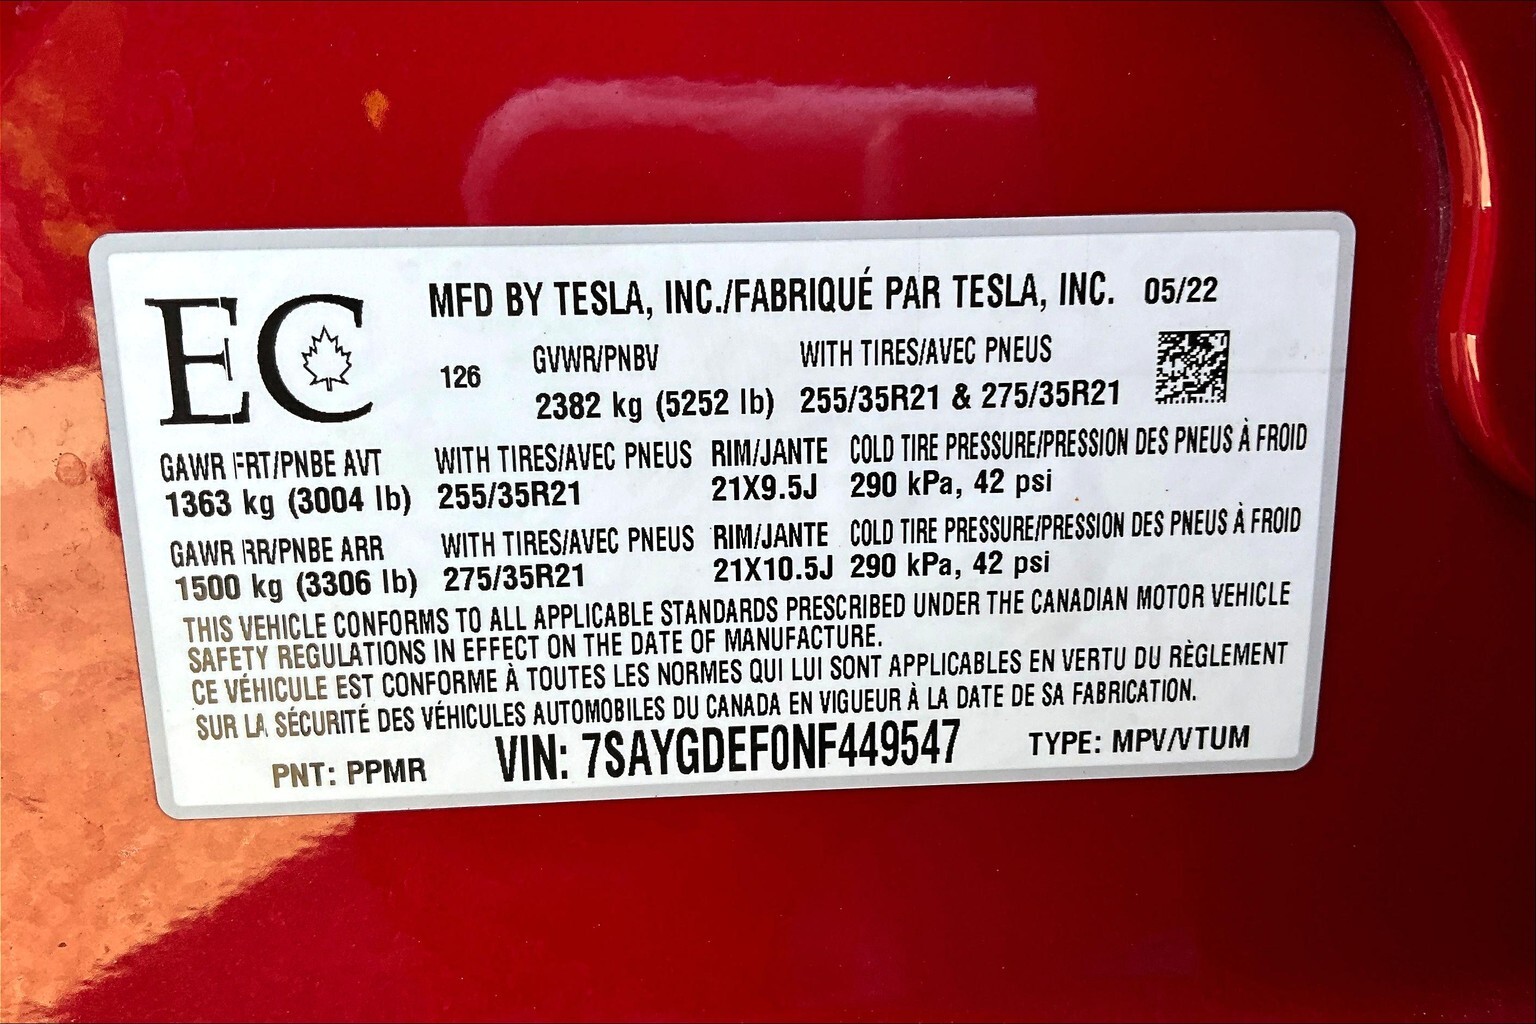 EC
MFD BY TESLA, INC./FABRIQUÉ PAR TESLA, INC. 05/22
126 GVWR/PNBV WITH TIRES/AVEC PNEUS
2382 kg (5252 lb) 255/35R21 & 275/35R21
GAWR FRT/PNBE AVT WITH TIRES/AVEC PNEUS RIM/JANTE COLD TIRE PRESSURE/PRESSION DES PNEUS À FROID
1363 kg (3004 lb) 255/35R21 21X9.5J 290 kPa, 42 psi
GAWR RR/PNBE ARR WITH TIRES/AVEC PNEUS RIM/JANTE COLD TIRE PRESSURE/PRESSION DES PNEUS À FROID
1500 kg (3306 lb) 275/35R21 21X10.5J 290 kPa, 42 psi
THIS VEHICLE CONFORMS TO ALL APPLICABLE STANDARDS PRESCRIBED UNDER THE CANADIAN MOTOR VEHICLE
SAFETY REGULATIONS IN EFFECT ON THE DATE OF MANUFACTURE.
CE VÉHICULE EST CONFORME À TOUTES LES NORMES QUI LUI SONT APPLICABLES EN VERTU DU RÈGLEMENT
SUR LA SÉCURITÉ DES VÉHICULES AUTOMOBILES DU CANADA EN VIGUEUR À LA DATE DE SA FABRICATION.
PNT: PPMR VIN: 7SAYGDEF0NF449547 TYPE: MPV/VTUM